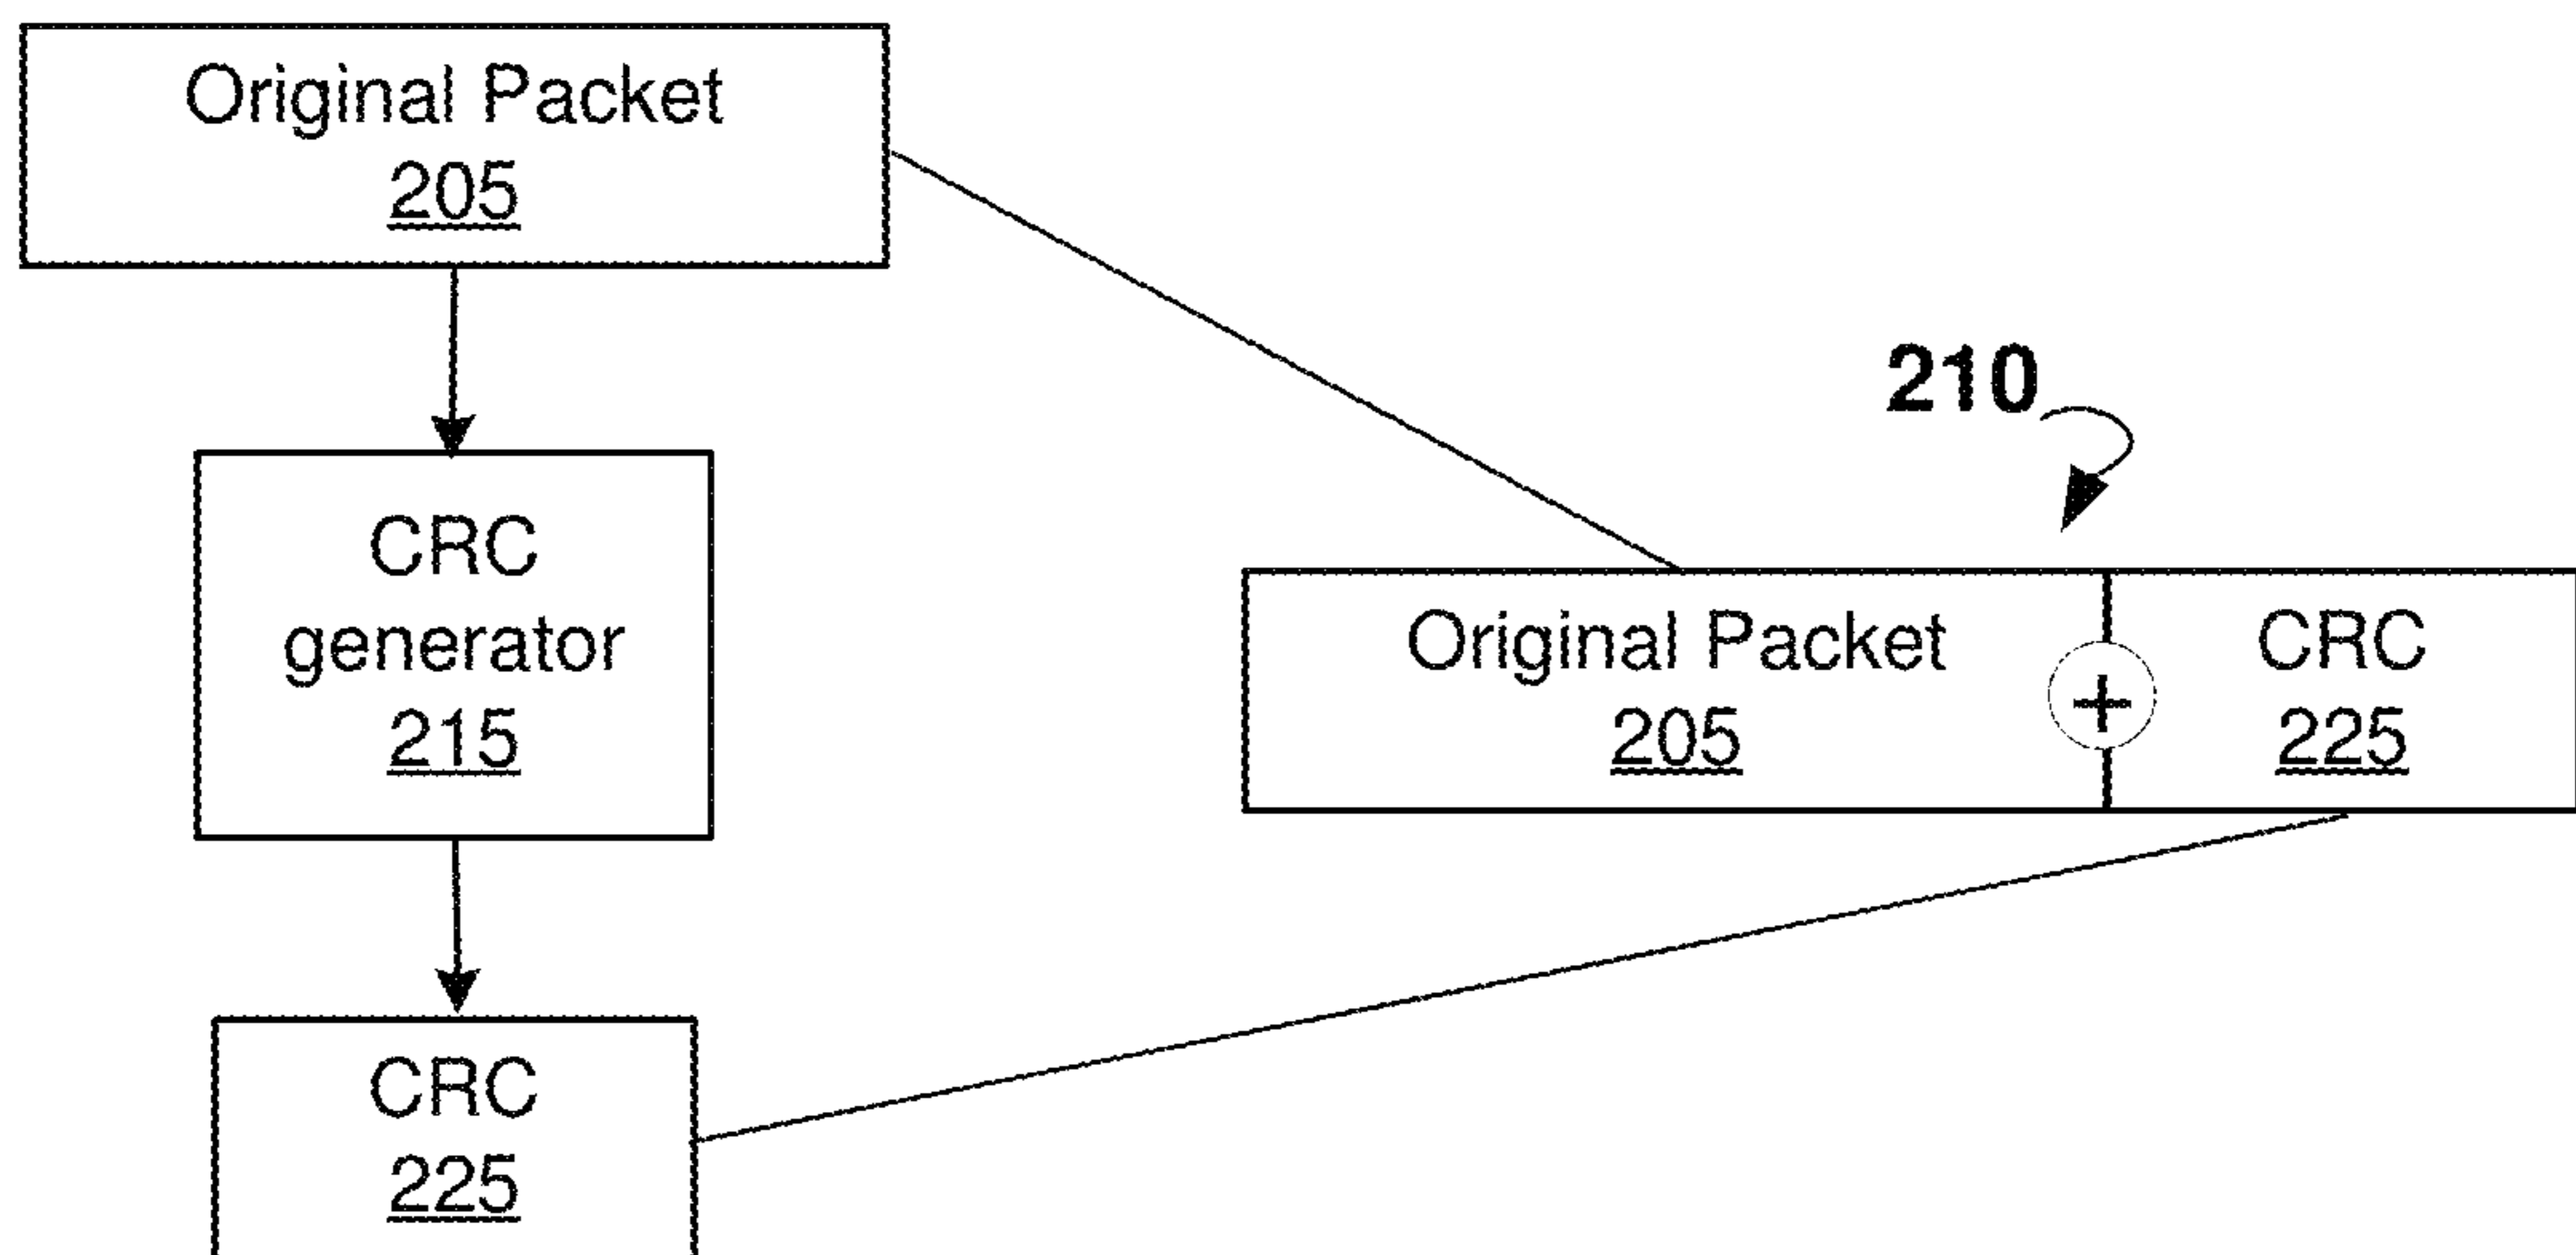 Original Packet
205
CRC
generator
215
CRC
225
210
Original Packet
205
+
CRC
225